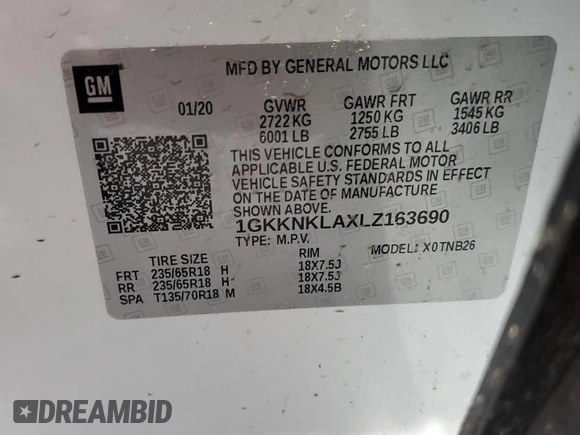 GM
MFD BY GENERAL MOTORS LLC
01/20 GVWR GAWR FRT GAWR RR
2722 KG 1250 KG 1545 KG
6001 LB 2755 LB 3406 LB
THIS VEHICLE CONFORMS TO ALL
APPLICABLE U.S. FEDERAL MOTOR
VEHICLE SAFETY STANDARDS IN EFFECT
ON THE DATE OF MANUFACTURE
SHOWN ABOVE.
1GKKNKLAXLZ163690
TYPE: M.P.V. MODEL: X0TNB26
TIRE SIZE RIM
FRT 235/65R18 H 18X7.5J
RR 235/65R18 H 18X7.5J
SPA T135/70R18 M 18X4.5B
DREAMBID